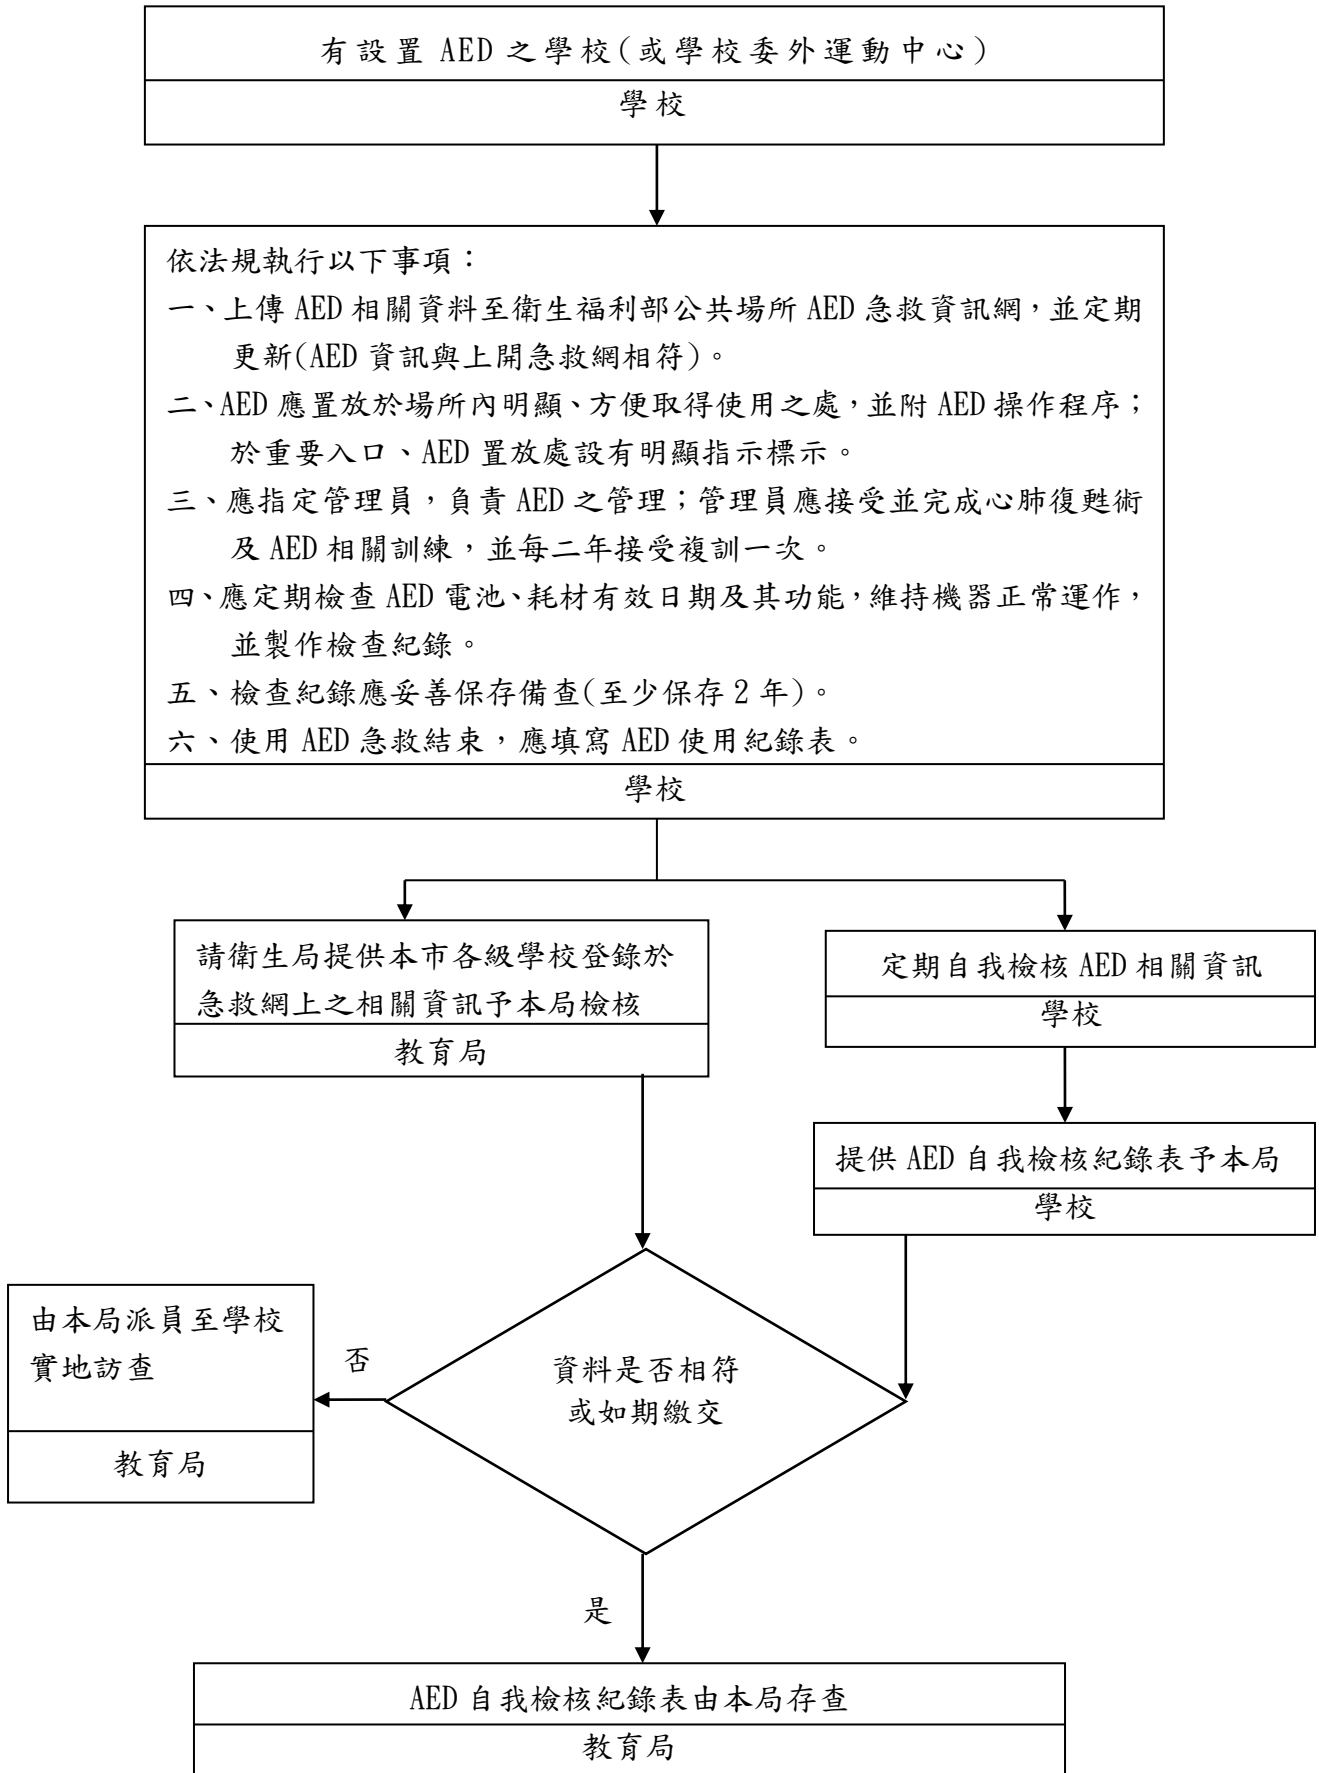 有設置 AED 之學校(或學校委外運動中心)
學校
依法規執行以下事項：
一、上傳 AED 相關資料至衛生福利部公共場所 AED 急救資訊網，並定期
更新(AED 資訊與上開急救網相符)。
二、AED 應置放於場所內明顯、方便取得使用之處，並附 AED 操作程序；
於重要入口、AED 置放處設有明顯指示標示。
三、應指定管理員，負責 AED 之管理；管理員應接受並完成心肺復甦術
及 AED 相關訓練，並每二年接受複訓一次。
四、應定期檢查 AED 電池、耗材有效日期及其功能，維持機器正常運作，
並製作檢查紀錄。
五、檢查紀錄應妥善保存備查(至少保存 2 年)。
六、使用 AED 急救結束，應填寫 AED 使用紀錄表。
學校
請衛生局提供本市各級學校登錄於
急救網上之相關資訊予本局檢核
教育局
定期自我檢核 AED 相關資訊
學校
提供 AED 自我檢核紀錄表予本局
學校
資料是否相符
或如期繳交
否
由本局派員至學校
實地訪查
教育局
是
AED 自我檢核紀錄表由本局存查
教育局